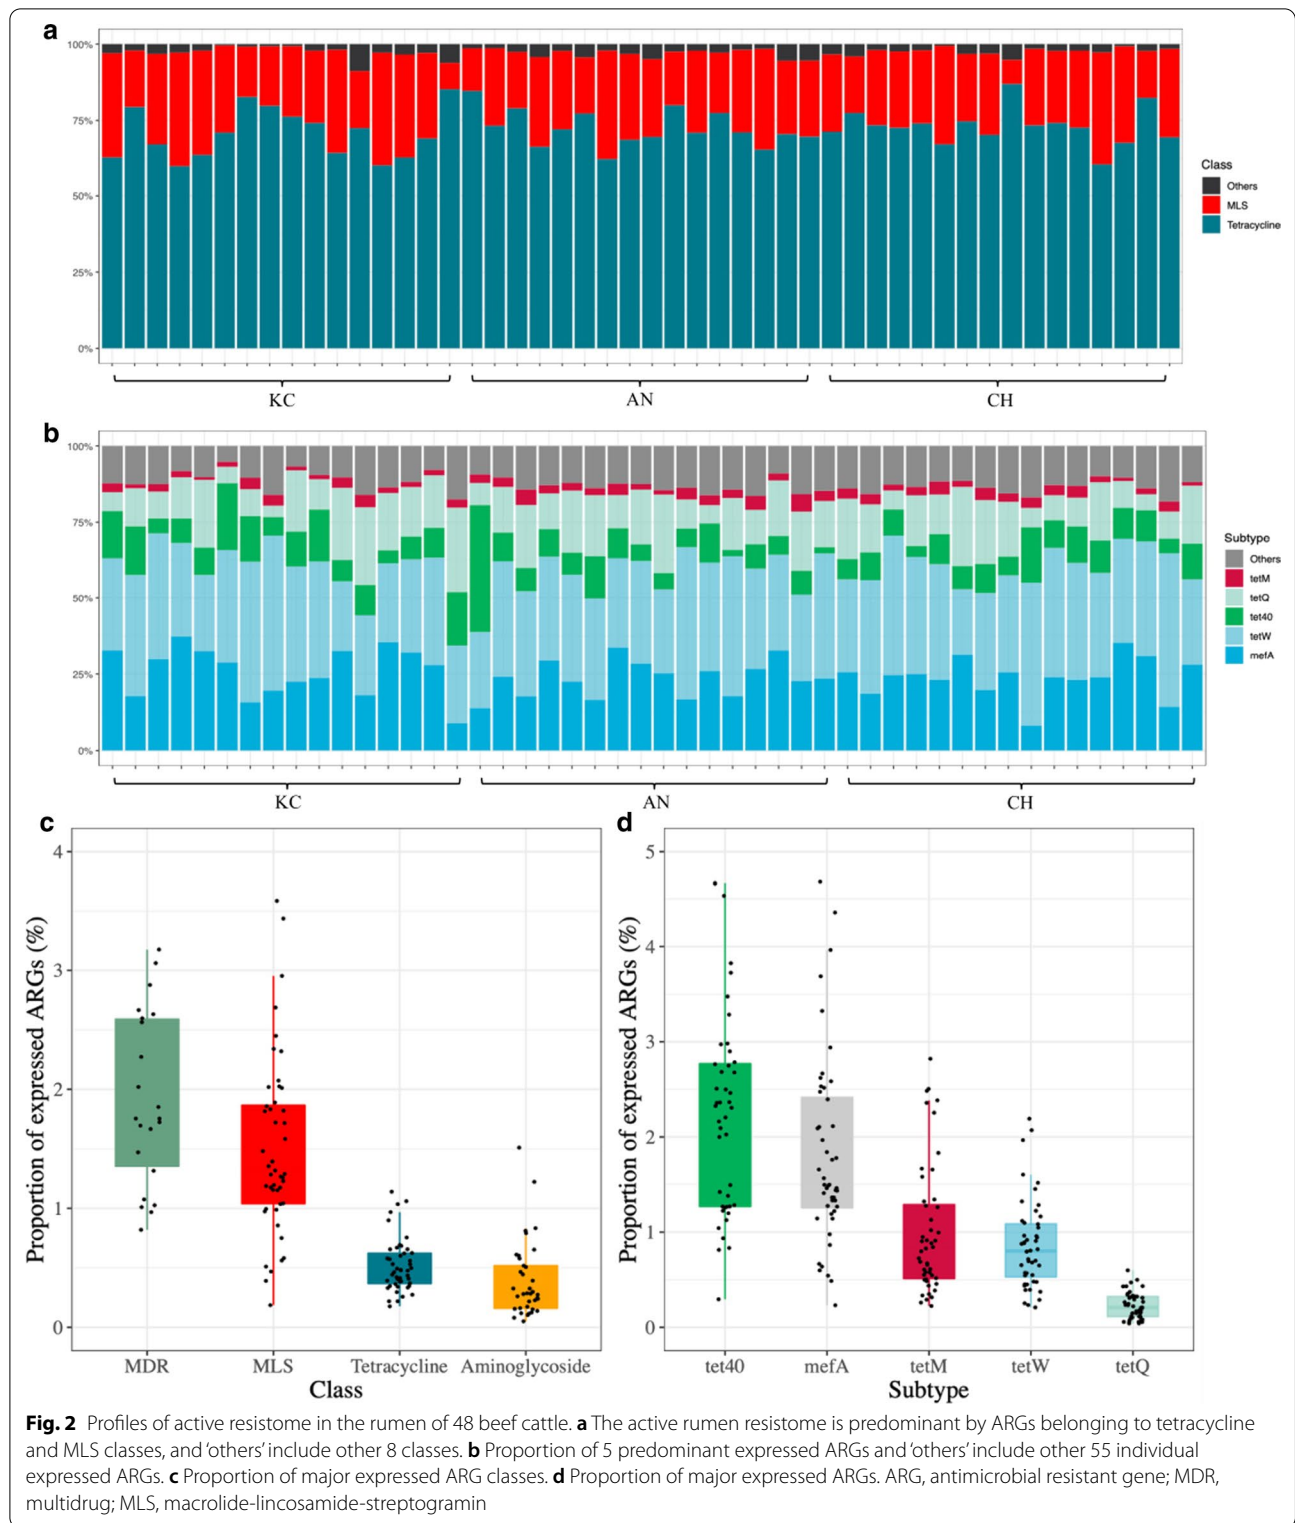 a
100%
75%
50%
25%
0%
KC
AN
CH
Class
Others
MLS
Tetracycline
b
100%
75%
50%
25%
0%
KC
AN
CH
Subtype
Others
tetM
tetQ
tet40
tetW
mefA
c
Proportion of expressed ARGs (%)
4
3
2
1
0
MDR
MLS
Tetracycline
Aminoglycoside
Class
d
Proportion of expressed ARGs (%)
5
4
3
2
1
0
tet40
mefA
tetM
tetW
tetQ
Subtype
Fig. 2 Profiles of active resistome in the rumen of 48 beef cattle. a The active rumen resistome is predominant by ARGs belonging to tetracycline
and MLS classes, and ‘others’ include other 8 classes. b Proportion of 5 predominant expressed ARGs and ‘others’ include other 55 individual
expressed ARGs. c Proportion of major expressed ARG classes. d Proportion of major expressed ARGs. ARG, antimicrobial resistant gene; MDR,
multidrug; MLS, macrolide-lincosamide-streptogramin